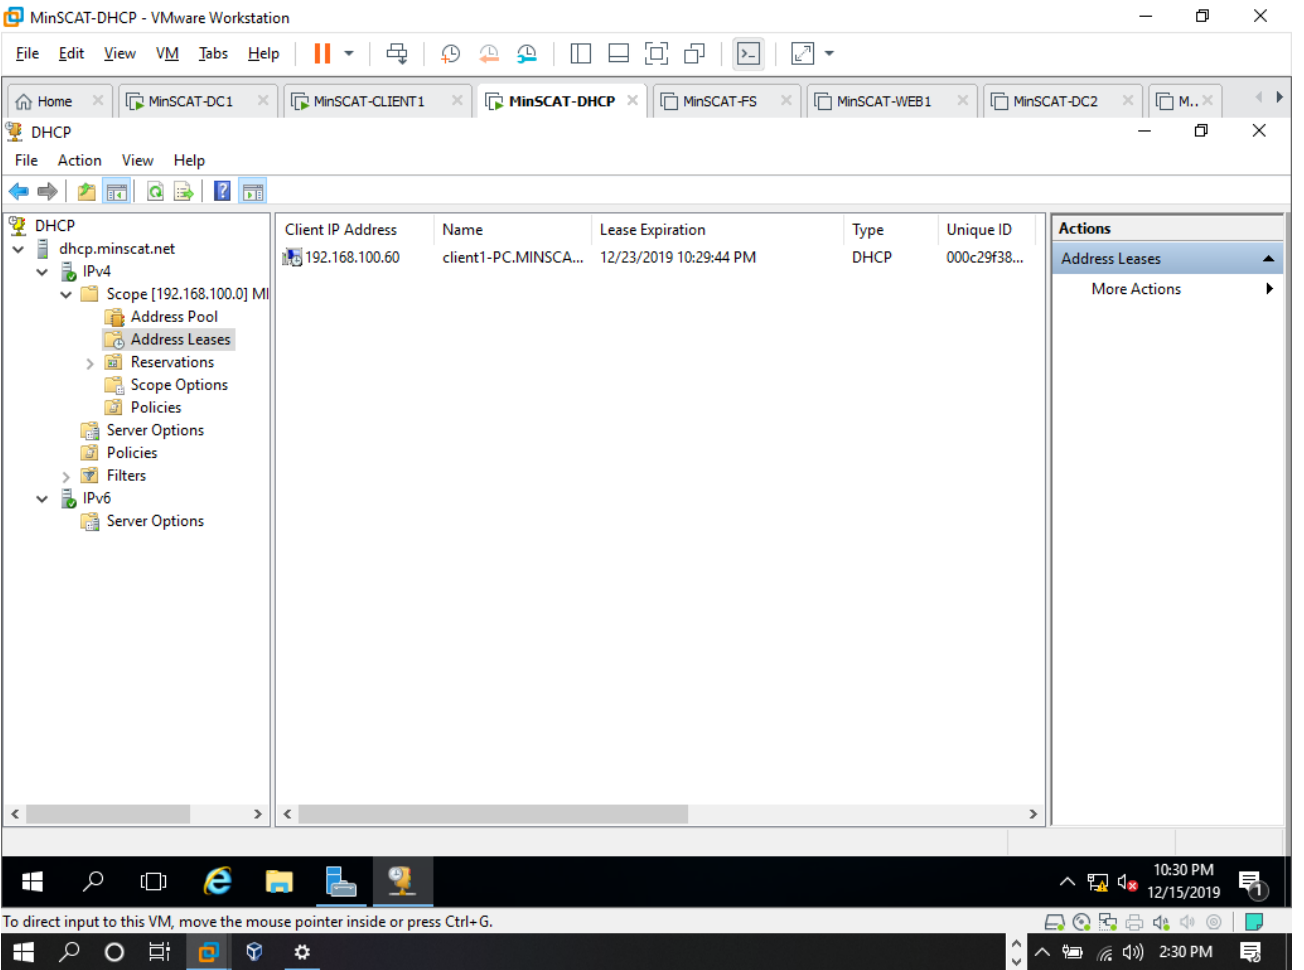 MinSCAT-DHCP - VMware Workstation
File Edit View VM Tabs Help
Home MinSCAT-DC1 MinSCAT-CLIENT1 MinSCAT-DHCP MinSCAT-FS MinSCAT-WEB1 MinSCAT-DC2 M..
DHCP
File Action View Help
DHCP
dhcp.minscat.net
IPv4
Scope [192.168.100.0] MI
Address Pool
Address Leases
Reservations
Scope Options
Policies
Server Options
Policies
Filters
IPv6
Server Options
Client IP Address Name Lease Expiration Type Unique ID
192.168.100.60 client1-PC.MINSCA... 12/23/2019 10:29:44 PM DHCP 000c29f38...
Actions
Address Leases
More Actions
10:30 PM
12/15/2019
1
To direct input to this VM, move the mouse pointer inside or press Ctrl+G.
2:30 PM
3